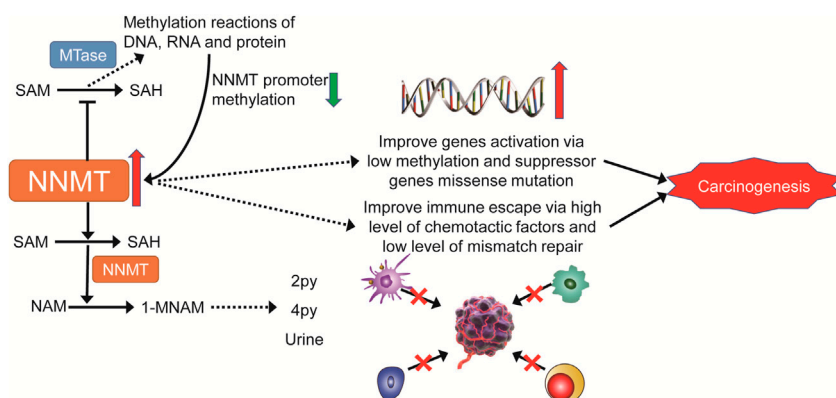 Methylation reactions of
DNA, RNA and protein
MTase
SAM
SAH
NNMT promoter
methylation
NNMT
Improve genes activation via
low methylation and suppressor
genes missense mutation
Carcinogenesis
Improve immune escape via high
level of chemotactic factors and
low level of mismatch repair
SAM
SAH
NNMT
NAM
1-MNAM
2py
4py
Urine